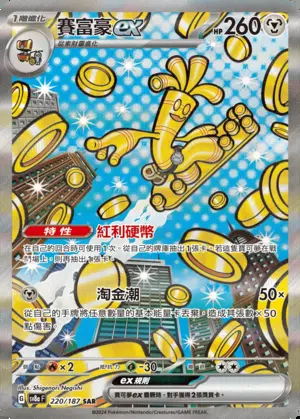 1階進化
賽富豪ex
HP260
從索財靈進化
特性 紅利硬幣
在自己的回合時可使用1次。從自己的牌庫抽出1張卡。若這隻寶可夢在戰
鬥場上,則再抽出1張卡。
淘金潮 50×
從自己的手牌將任意數量的基本能量卡丟棄,造成其張數×50
點傷害。
×2
-30
ex規則
寶可夢ex昏厥時,對手獲得2張獎賞卡。
Illus. Shigenori Negishi
G SV8a F 220/187 SAR
©2024 Pokémon/Nintendo/Creatures/GAME FREAK.